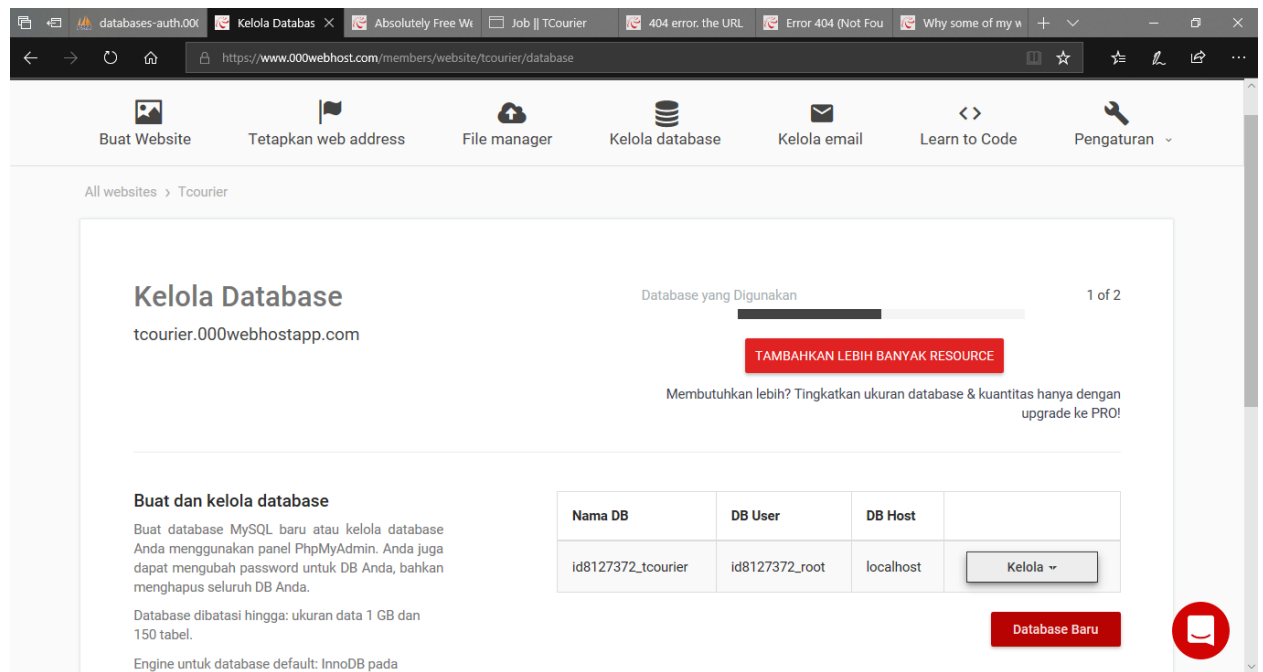 databases-auth.00(
Kelola Databas
Absolutely Free We
Job || TCourier
404 error. the URL
Error 404 (Not Fou
Why some of my w
https://www.000webhost.com/members/website/tcourier/database
Buat Website
Tetapkan web address
File manager
Kelola database
Kelola email
Learn to Code
Pengaturan
All websites > Tcourier
Kelola Database
tcourier.000webhostapp.com
Database yang Digunakan
1 of 2
TAMBAHKAN LEBIH BANYAK RESOURCE
Membutuhkan lebih? Tingkatkan ukuran database & kuantitas hanya dengan
upgrade ke PRO!
Buat dan kelola database
Buat database MySQL baru atau kelola database
Anda menggunakan panel PhpMyAdmin. Anda juga
dapat mengubah password untuk DB Anda, bahkan
menghapus seluruh DB Anda.
Database dibatasi hingga: ukuran data 1 GB dan
150 tabel.
Engine untuk database default: InnoDB pada
Nama DB DB User DB Host
id8127372_tcourier id8127372_root localhost Kelola
Database Baru